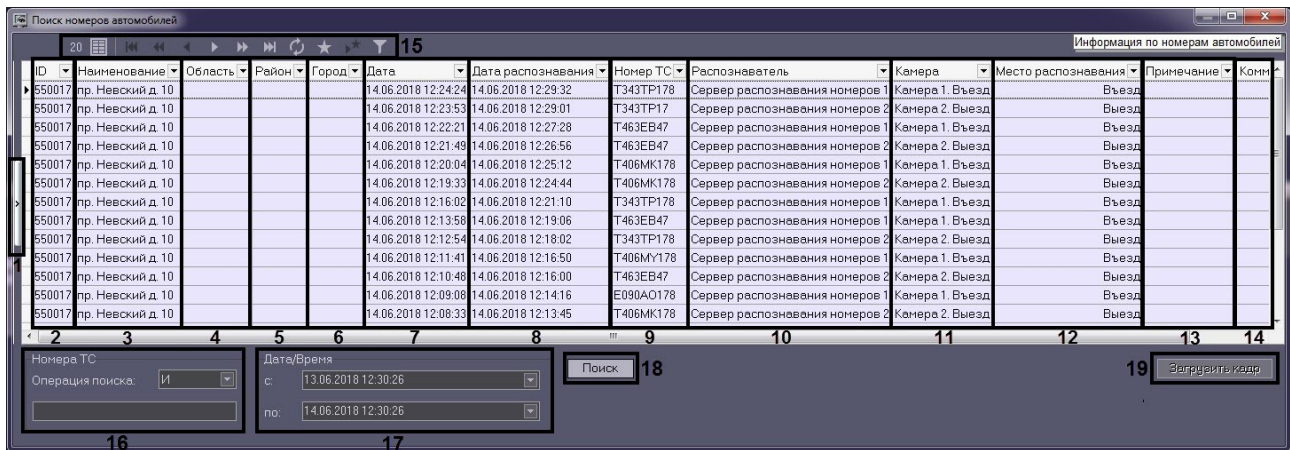 Поиск номеров автомобилей
20 15
Информация по номерам автомобилей
ID Наименование Область Район Город Дата Дата распознавания Номер ТС Распознаватель Камера Место распознавания Примечание Комм
550017 пр. Невский д. 10 14.06.2018 12:24:24 14.06.2018 12:29:32 T343TP178 Сервер распознавания номеров 1 Камера 1. Въезд Въезд
550017 пр. Невский д. 10 14.06.2018 12:23:53 14.06.2018 12:29:01 T343TP17 Сервер распознавания номеров 2 Камера 2. Выезд Выезд
550017 пр. Невский д. 10 14.06.2018 12:22:21 14.06.2018 12:27:28 T463EB47 Сервер распознавания номеров 1 Камера 1. Въезд Въезд
550017 пр. Невский д. 10 14.06.2018 12:21:49 14.06.2018 12:26:56 T463EB47 Сервер распознавания номеров 2 Камера 2. Выезд Выезд
550017 пр. Невский д. 10 14.06.2018 12:20:04 14.06.2018 12:25:12 T406MK178 Сервер распознавания номеров 1 Камера 1. Въезд Въезд
550017 пр. Невский д. 10 14.06.2018 12:19:33 14.06.2018 12:24:44 T406MK178 Сервер распознавания номеров 2 Камера 2. Выезд Выезд
550017 пр. Невский д. 10 14.06.2018 12:16:02 14.06.2018 12:21:10 T343TP178 Сервер распознавания номеров 1 Камера 1. Въезд Въезд
550017 пр. Невский д. 10 14.06.2018 12:13:58 14.06.2018 12:19:06 T463EB47 Сервер распознавания номеров 1 Камера 1. Въезд Въезд
550017 пр. Невский д. 10 14.06.2018 12:12:54 14.06.2018 12:18:02 T343TP178 Сервер распознавания номеров 2 Камера 2. Выезд Выезд
550017 пр. Невский д. 10 14.06.2018 12:11:41 14.06.2018 12:16:50 T406MY178 Сервер распознавания номеров 1 Камера 1. Въезд Въезд
550017 пр. Невский д. 10 14.06.2018 12:10:48 14.06.2018 12:16:00 T463EB47 Сервер распознавания номеров 2 Камера 2. Выезд Выезд
550017 пр. Невский д. 10 14.06.2018 12:09:08 14.06.2018 12:14:16 E090AO178 Сервер распознавания номеров 1 Камера 1. Въезд Въезд
550017 пр. Невский д. 10 14.06.2018 12:08:33 14.06.2018 12:13:45 T406MK178 Сервер распознавания номеров 2 Камера 2. Выезд Выезд
1
2 3 4 5 6 7 8 9 10 11 12 13 14
Номера ТС
Операция поиска: И
16
Дата/Время
с: 13.06.2018 12:30:26
по: 14.06.2018 12:30:26
17
Поиск 18
19 Загрузить кадр